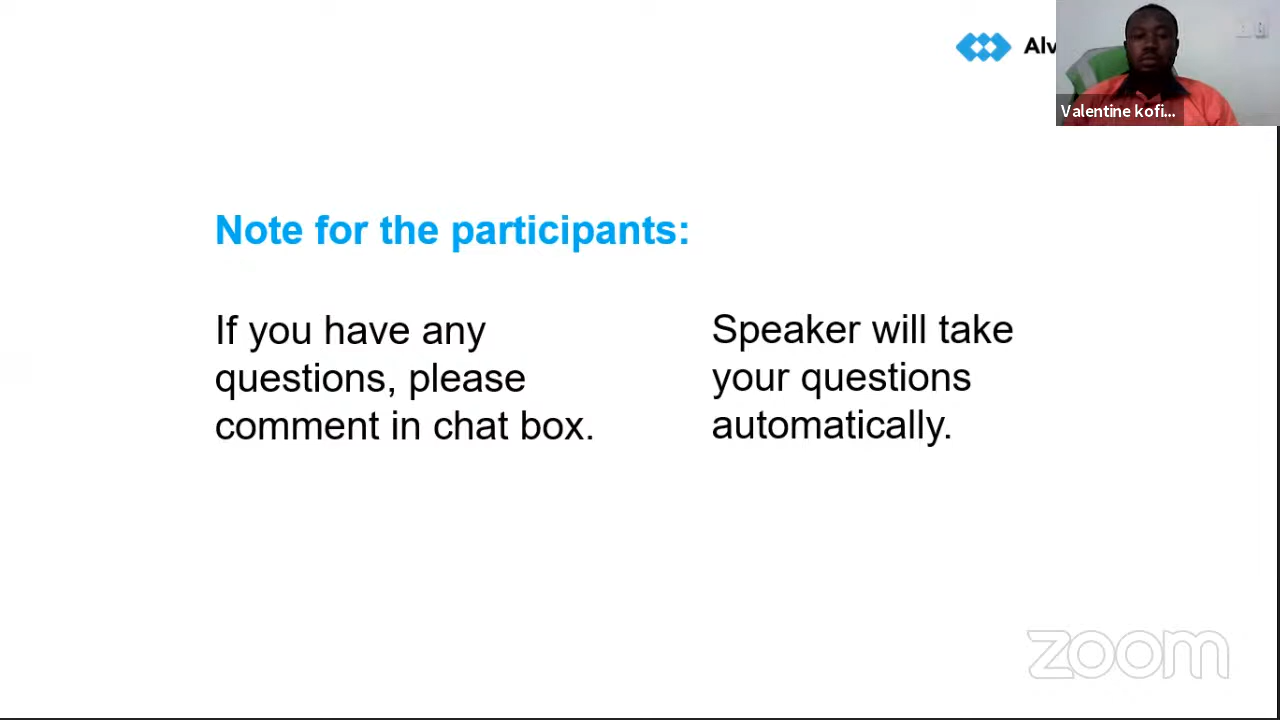 Alv
Valentine kofi...
Note for the participants:
If you have any
questions, please
comment in chat box.
Speaker will take
your questions
automatically.
zoom